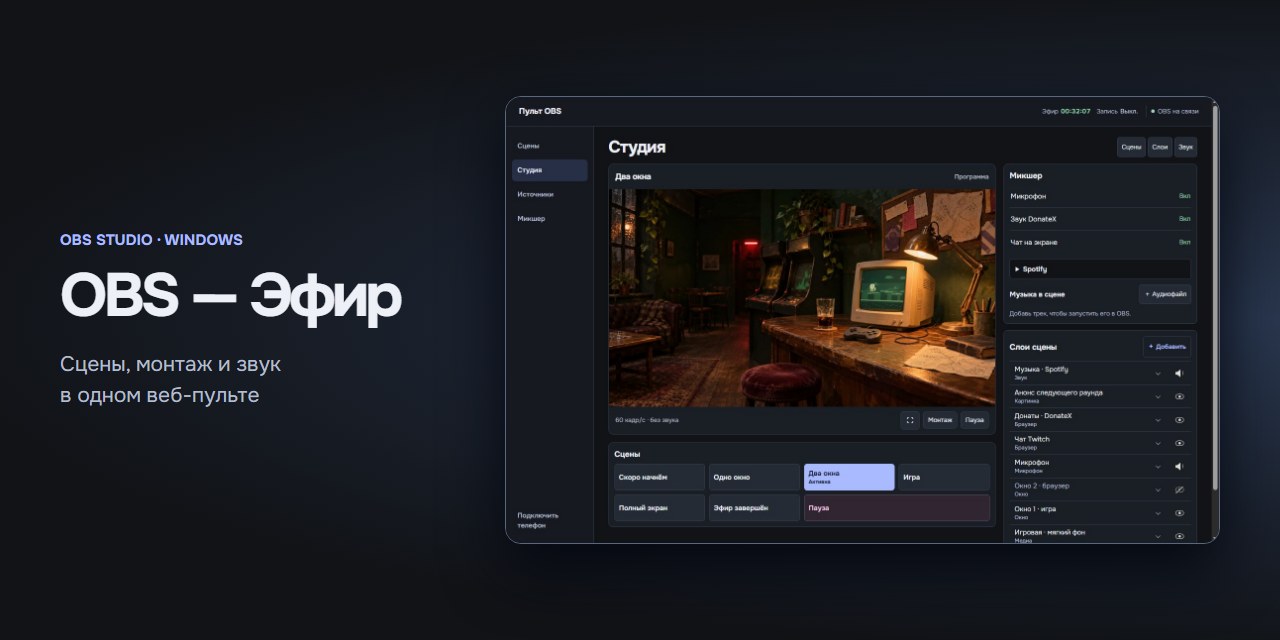 OBS STUDIO · WINDOWS
OBS — Эфир
Сцены, монтаж и звук
в одном веб-пульте
Пульт OBS
Эфир 00:32:07 Запись Выкл. OBS на связи
Сцены
Студия
Источники
Микшер
Подключить
телефон
Студия
Сцены Слои Звук
Два окна Программа
60 кадр/с · без звука
Монтаж Пауза
Сцены
Скоро начнём Одно окно Два окна Игра
Активна
Полный экран Эфир завершён Пауза
Микшер
Микрофон Вкл
Звук DonateX Вкл
Чат на экране Вкл
Spotify
Музыка в сцене + Аудиофайл
Добавь трек, чтобы запустить его в OBS.
Слои сцены + Добавить
Музыка · Spotify
Звук
Анонс следующего раунда
Картинка
Донаты · DonateX
Браузер
Чат Twitch
Браузер
Микрофон
Микрофон
Окно 2 · браузер
Окно
Окно 1 · игра
Окно
Игровая · мягкий фон
Медиа